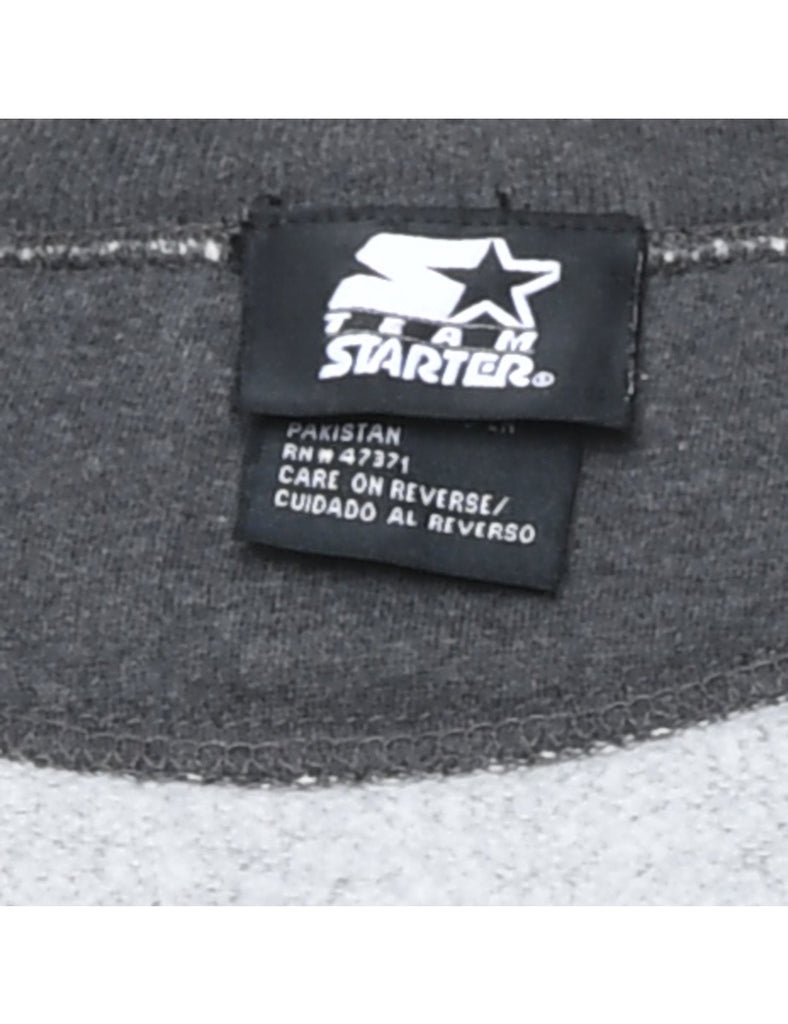 TEAM
STARTER®
PAKISTAN
RN # 47371
CARE ON REVERSE/
CUIDADO AL REVERSO